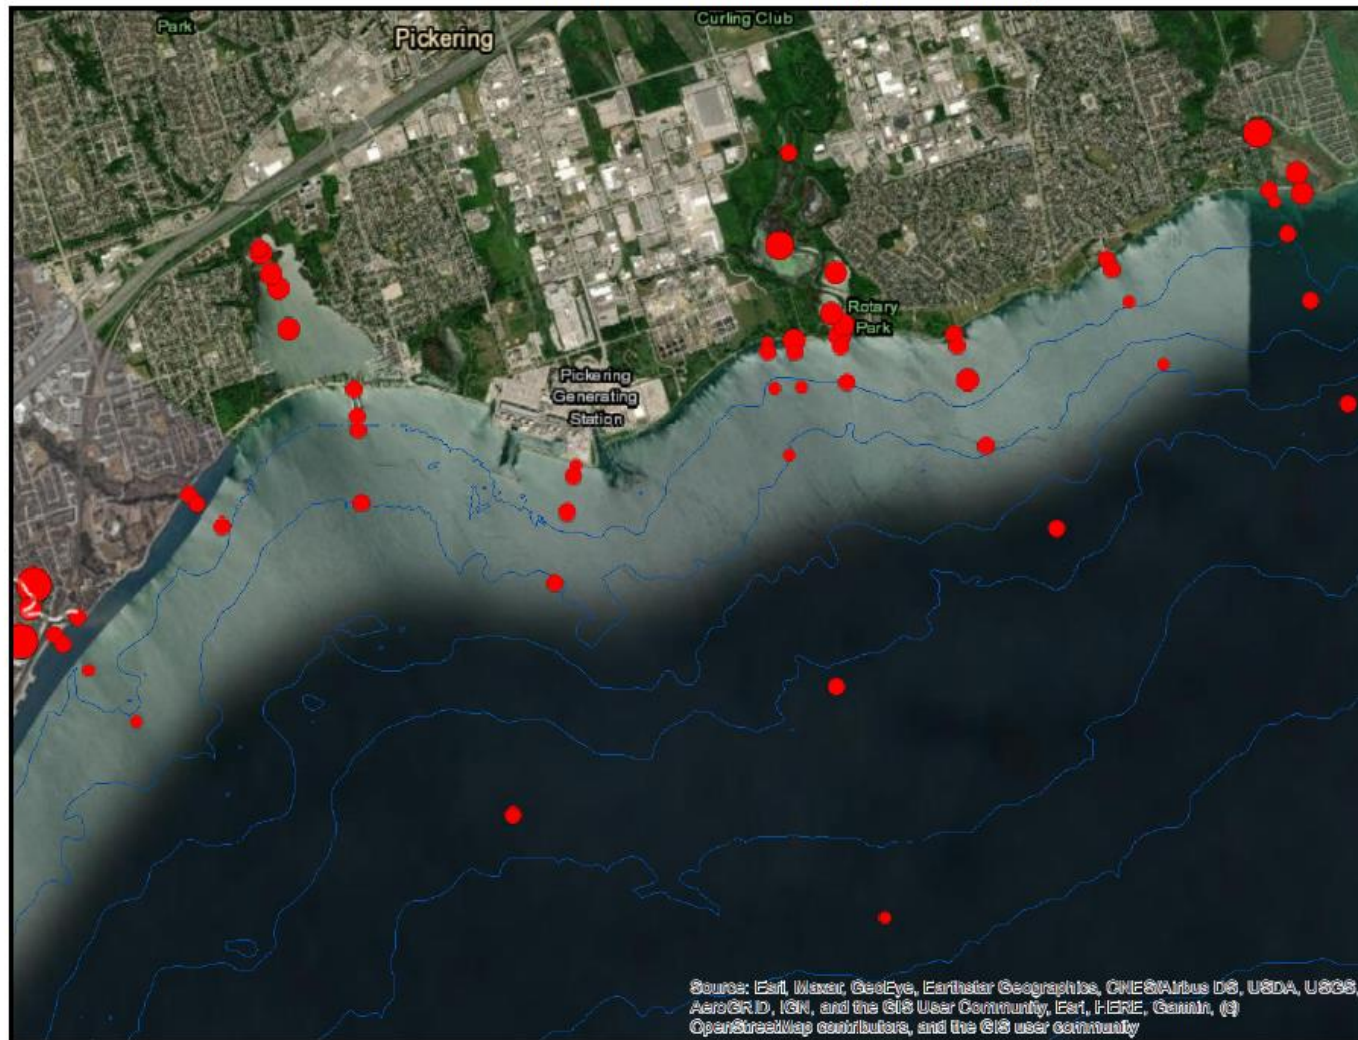 Park
Curling Club
Pickering
Rotary
Park
Pickering
Generating
Station
Source: Esri, Maxar, GeoEye, Earthstar Geographics, CNES/Airbus DS, USDA, USGS,
AeroGRID, IGN, and the GIS User Community, Esri, HERE, Garmin, (c)
OpenStreetMap contributors, and the GIS user community